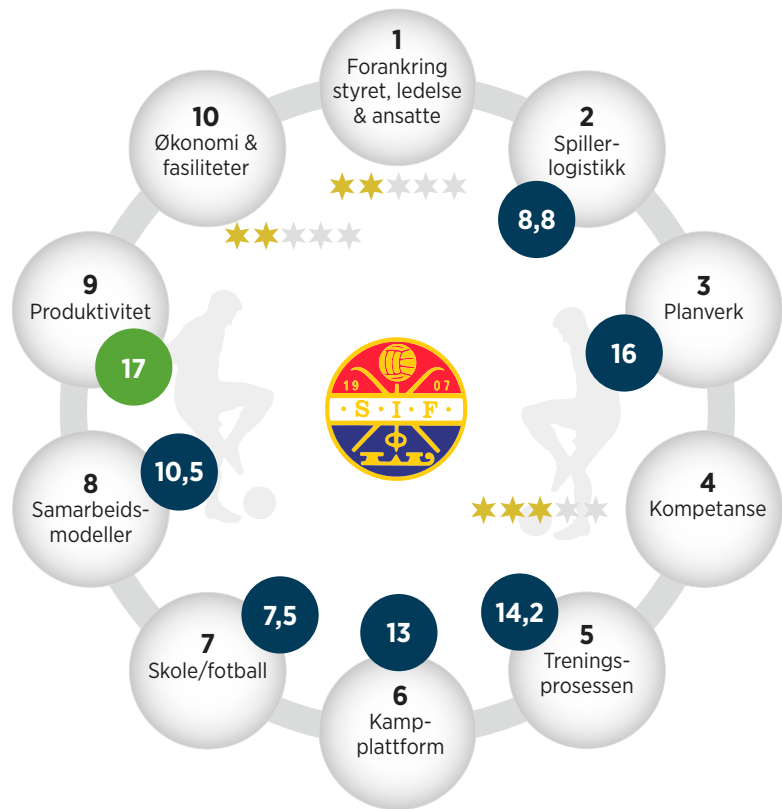 1
Forankring
styret, ledelse
& ansatte
2
Spiller-
logistikk
8,8
3
Planverk
16
4
Kompetanse
5
Trenings-
prosessen
14,2
6
Kamp-
plattform
13
7
Skole/fotball
7,5
8
Samarbeids-
modeller
10,5
9
Produktivitet
17
10
Økonomi &
fasiliteter
19 07
· S · I · F ·